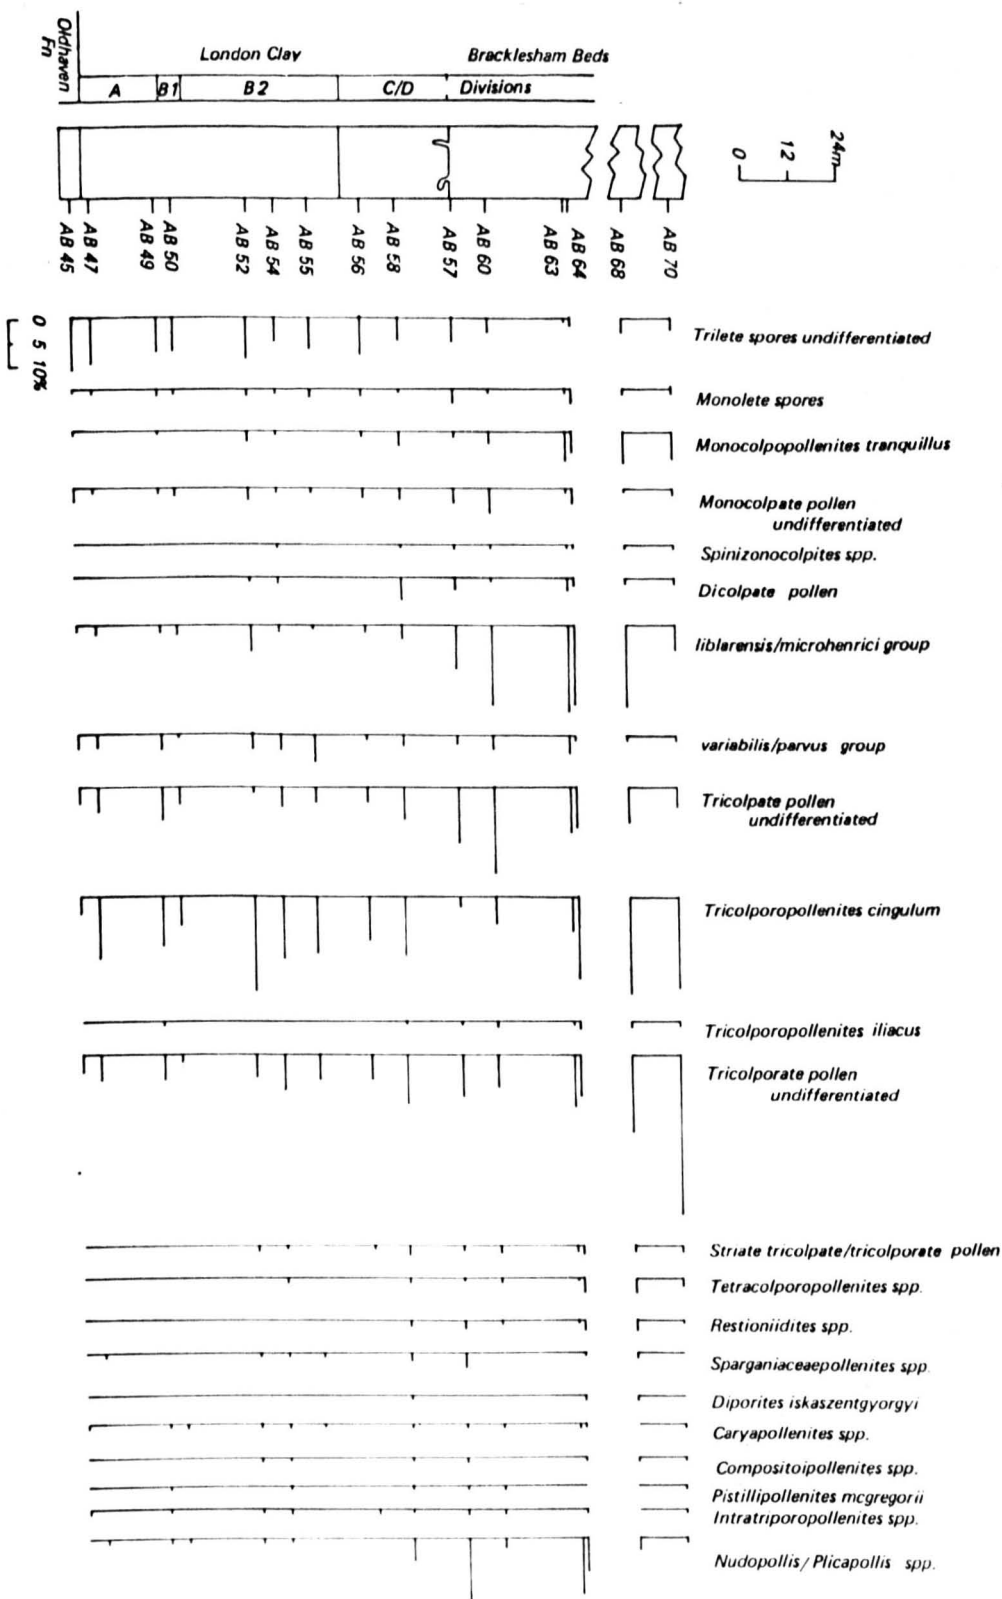 Oldhaven
Fn
London Clay
Bracklesham Beds
A
B1
B2
C/D
Divisions
0 12 24m
AB 45
AB 47
AB 49
AB 50
AB 52
AB 54
AB 55
AB 56
AB 58
AB 57
AB 60
AB 63
AB 64
AB 68
AB 70
0 5 10%
Trilete spores undifferentiated
Monolete spores
Monocolpopollenites tranquillus
Monocolpate pollen
undifferentiated
Spinizonocolpites spp.
Dicolpate pollen
liblarensis/microhenrici group
variabilis/parvus group
Tricolpate pollen
undifferentiated
Tricolporopollenites cingulum
Tricolporopollenites iliacus
Tricolporate pollen
undifferentiated
Striate tricolpate/tricolporate pollen
Tetracolporopollenites spp.
Restioniidites spp.
Sparganiaceaepollenites spp.
Diporites iskaszentgyorgyi
Caryapollenites spp.
Compositoipollenites spp.
Pistillipollenites mcgregorii
Intratriporopollenites spp.
Nudopollis/Plicapollis spp.